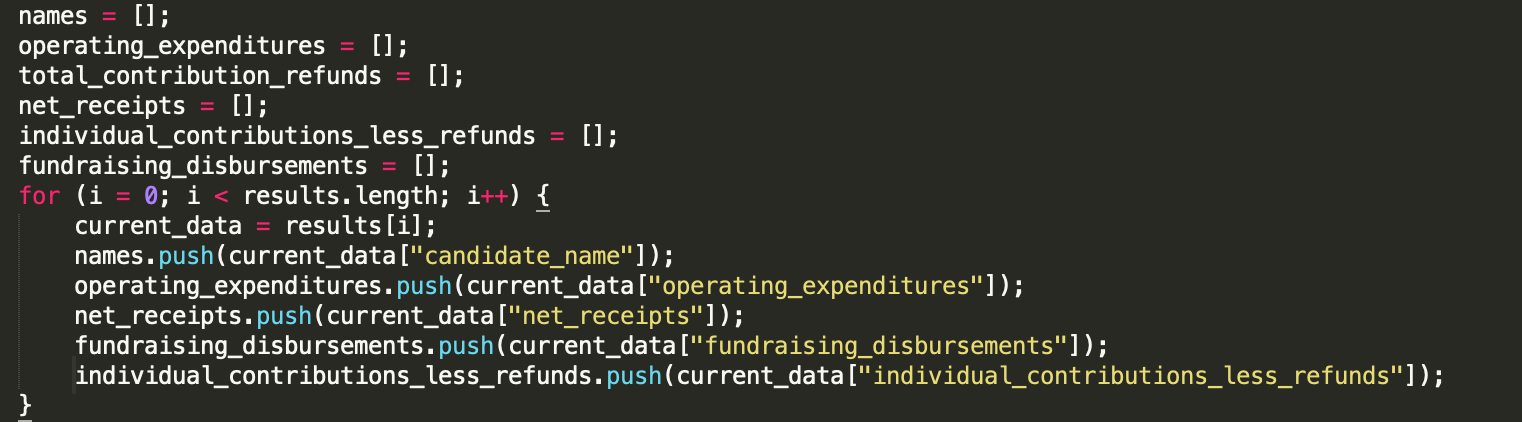 names = [];
operating_expenditures = [];
total_contribution_refunds = [];
net_receipts = [];
individual_contributions_less_refunds = [];
fundraising_disbursements = [];
for (i = 0; i < results.length; i++) {
    current_data = results[i];
    names.push(current_data["candidate_name"]);
    operating_expenditures.push(current_data["operating_expenditures"]);
    net_receipts.push(current_data["net_receipts"]);
    fundraising_disbursements.push(current_data["fundraising_disbursements"]);
    individual_contributions_less_refunds.push(current_data["individual_contributions_less_refunds"]);
}